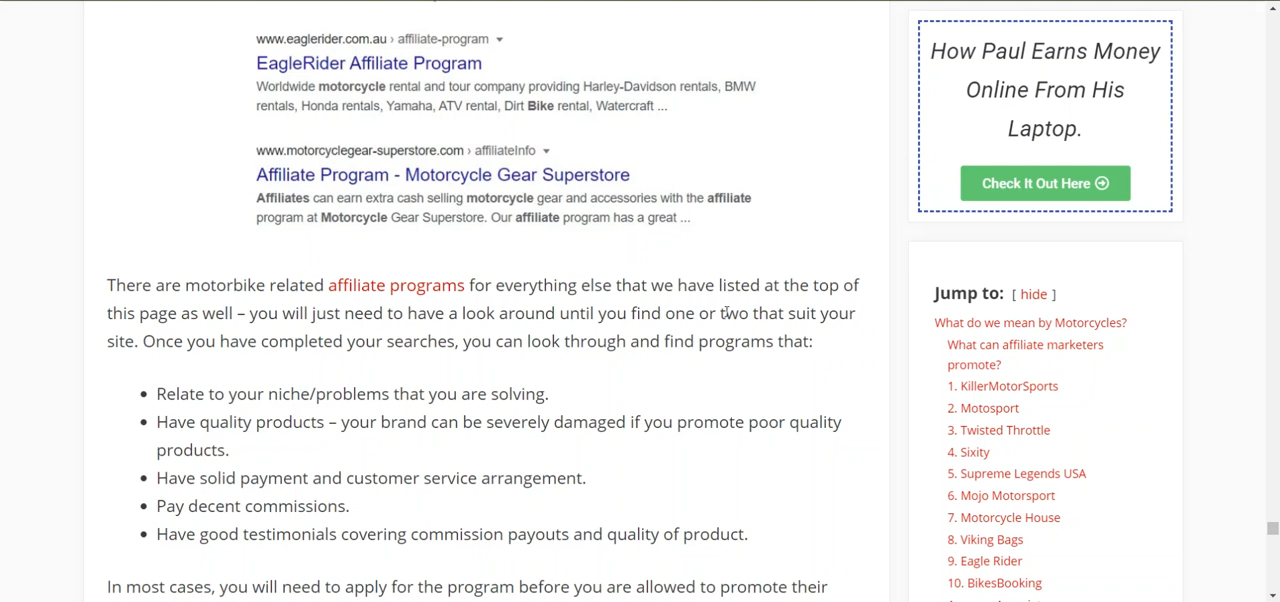 www.eaglerider.com.au › affiliate-program
EagleRider Affiliate Program
Worldwide motorcycle rental and tour company providing Harley-Davidson rentals, BMW
rentals, Honda rentals, Yamaha, ATV rental, Dirt Bike rental, Watercraft ...
www.motorcyclegear-superstore.com › affiliateInfo
Affiliate Program - Motorcycle Gear Superstore
Affiliates can earn extra cash selling motorcycle gear and accessories with the affiliate
program at Motorcycle Gear Superstore. Our affiliate program has a great ...
There are motorbike related affiliate programs for everything else that we have listed at the top of
this page as well – you will just need to have a look around until you find one or two that suit your
site. Once you have completed your searches, you can look through and find programs that:
• Relate to your niche/problems that you are solving.
• Have quality products – your brand can be severely damaged if you promote poor quality
products.
• Have solid payment and customer service arrangement.
• Pay decent commissions.
• Have good testimonials covering commission payouts and quality of product.
In most cases, you will need to apply for the program before you are allowed to promote their
How Paul Earns Money
Online From His
Laptop.
Check It Out Here
Jump to: [ hide ]
What do we mean by Motorcycles?
What can affiliate marketers
promote?
1. KillerMotorSports
2. Motosport
3. Twisted Throttle
4. Sixity
5. Supreme Legends USA
6. Mojo Motorsport
7. Motorcycle House
8. Viking Bags
9. Eagle Rider
10. BikesBooking